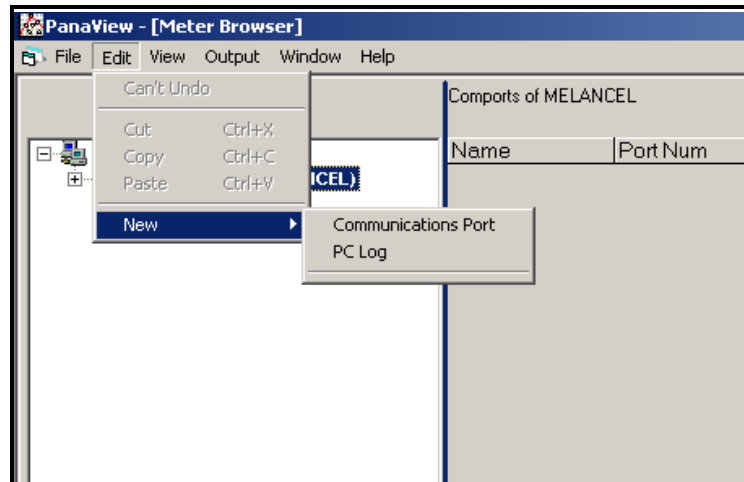 PanaView - [Meter Browser]
File Edit View Output Window Help
Can't Undo
Cut Ctrl+X
Copy Ctrl+C
Paste Ctrl+V
New
Communications Port
PC Log
ICEL)
Comports of MELANCEL
Name Port Num